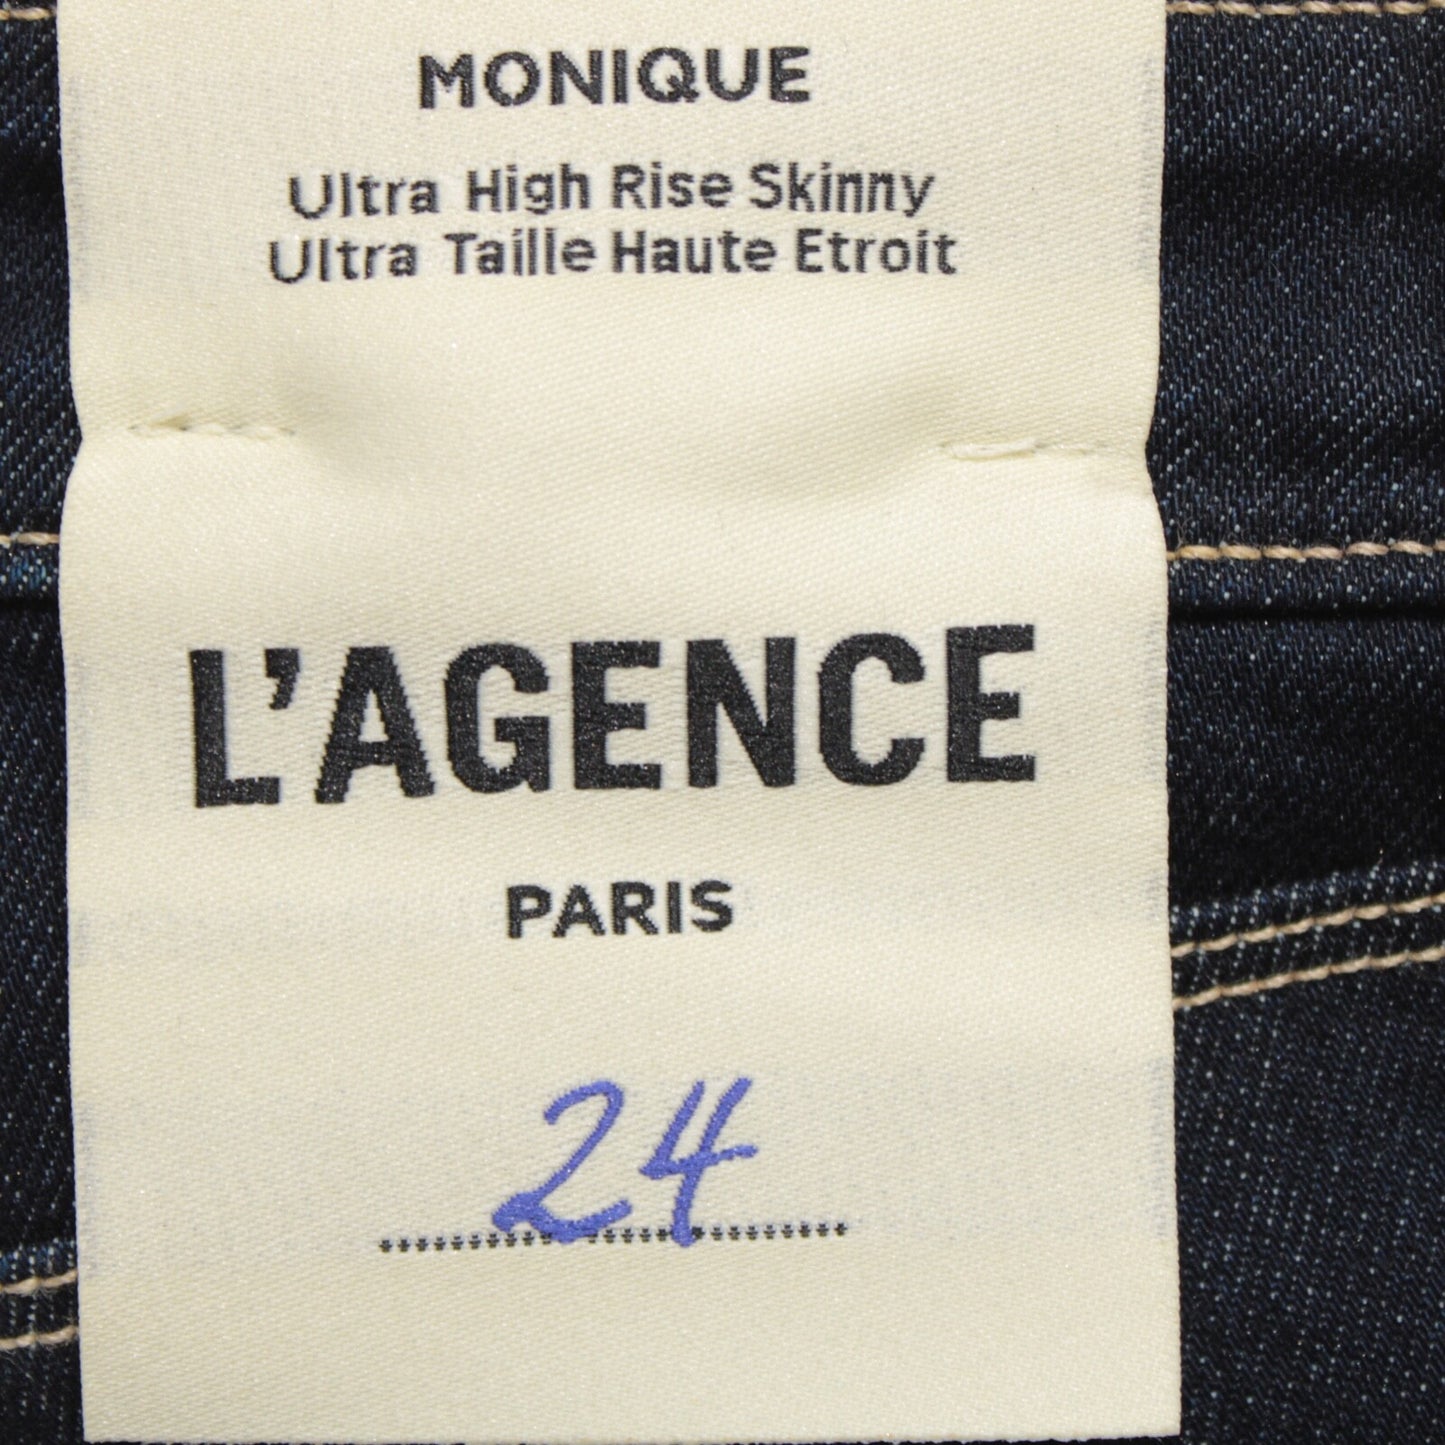 MONIQUE
Ultra High Rise Skinny
Ultra Taille Haute Etroit
L'AGENCE
PARIS
24